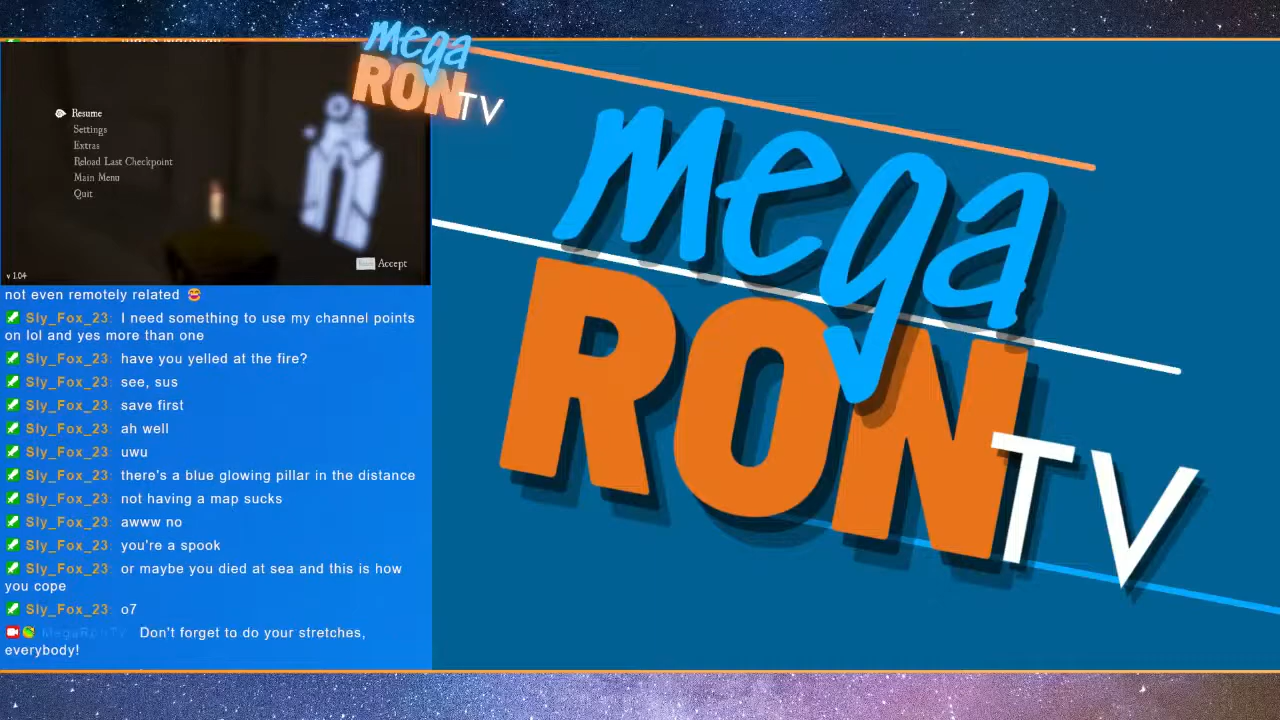 mega
RON TV
Resume
Settings
Extras
Reload Last Checkpoint
Main Menu
Quit
Accept
v 1.04
not even remotely related
Sly_Fox_23: I need something to use my channel points
on lol and yes more than one
Sly_Fox_23: have you yelled at the fire?
Sly_Fox_23: see, sus
Sly_Fox_23: save first
Sly_Fox_23: ah well
Sly_Fox_23: uwu
Sly_Fox_23: there's a blue glowing pillar in the distance
Sly_Fox_23: not having a map sucks
Sly_Fox_23: awww no
Sly_Fox_23: you're a spook
Sly_Fox_23: or maybe you died at sea and this is how
you cope
Sly_Fox_23: o7
MegaRonTV: Don't forget to do your stretches,
everybody!
mega
RON TV